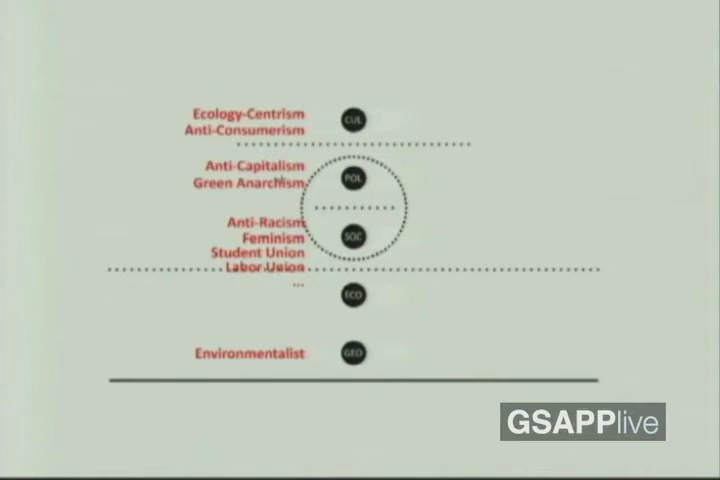 Ecology-Centrism
Anti-Consumerism
CUL
Anti-Capitalism
Green Anarchism
POL
Anti-Racism
Feminism
SOC
Student Union
Labor Union
...
ECO
Environmentalist
GEO
GSAPPlive